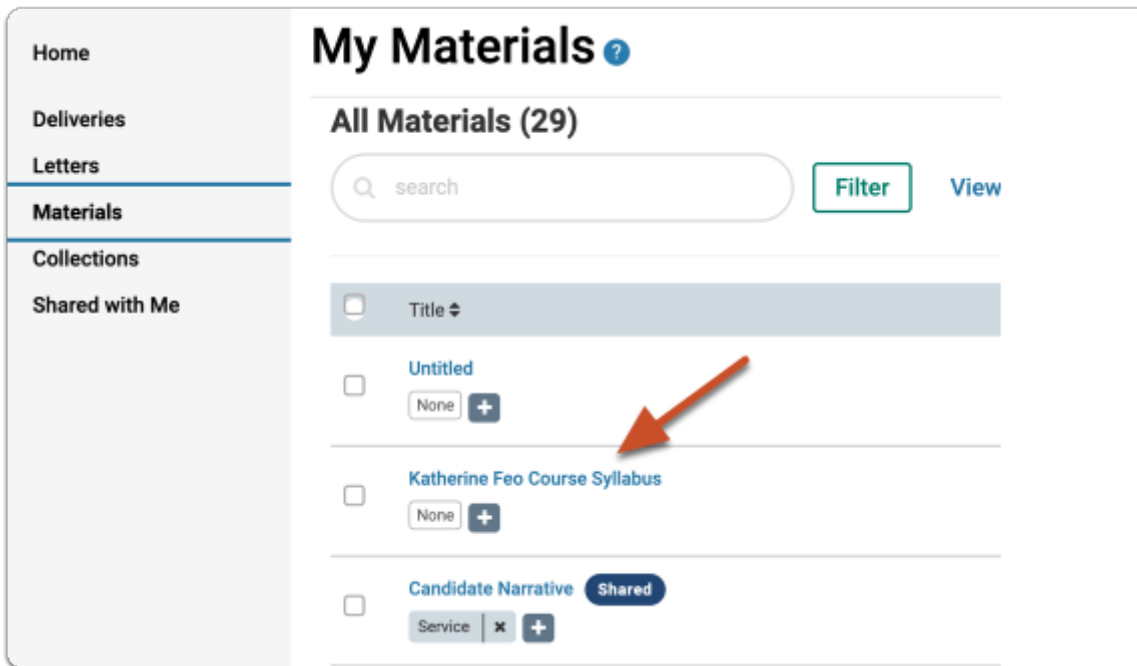 Home
Deliveries
Letters
Materials
Collections
Shared with Me
My Materials ?
All Materials (29)
search
Filter
View
Title
Untitled
None +
Katherine Feo Course Syllabus
None +
Candidate Narrative Shared
Service × +